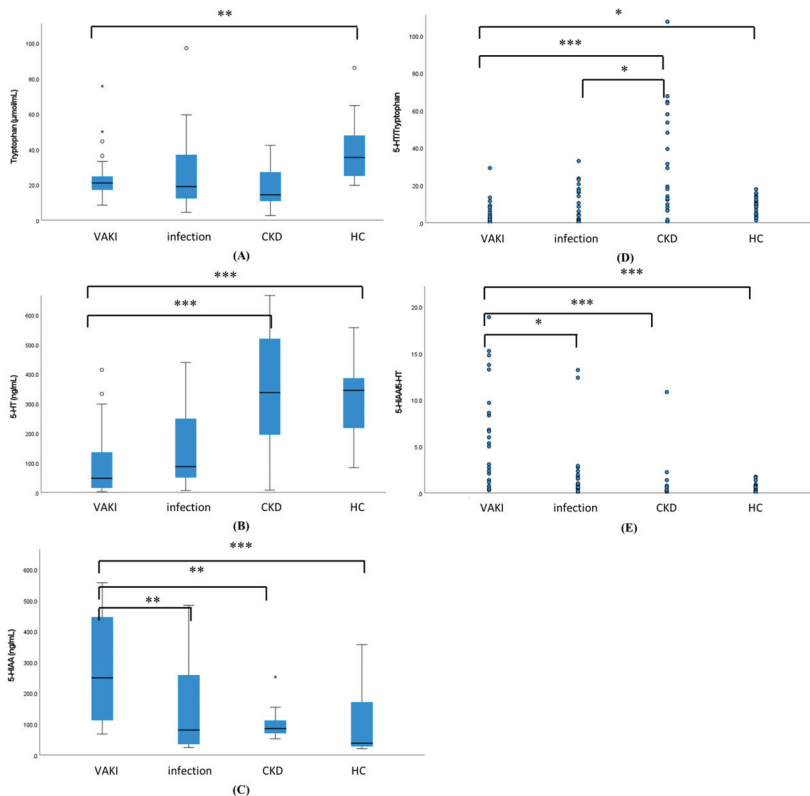 **
100.0
80.0
60.0
40.0
20.0
.0
Tryptophan (μmol/mL)
VAKI infection CKD HC
(A)
***
***
600.0
500.0
400.0
300.0
200.0
100.0
.0
5-HT (ng/mL)
VAKI infection CKD HC
(B)
***
**
**
600.0
500.0
400.0
300.0
200.0
100.0
.0
5-HIAA (ng/mL)
VAKI infection CKD HC
(C)
*
***
*
100.0
80.0
60.0
40.0
20.0
.0
5-HT/Tryptophan
VAKI infection CKD HC
(D)
***
***
*
20.0
15.0
10.0
5.0
.0
5-HIAA/5-HT
VAKI infection CKD HC
(E)